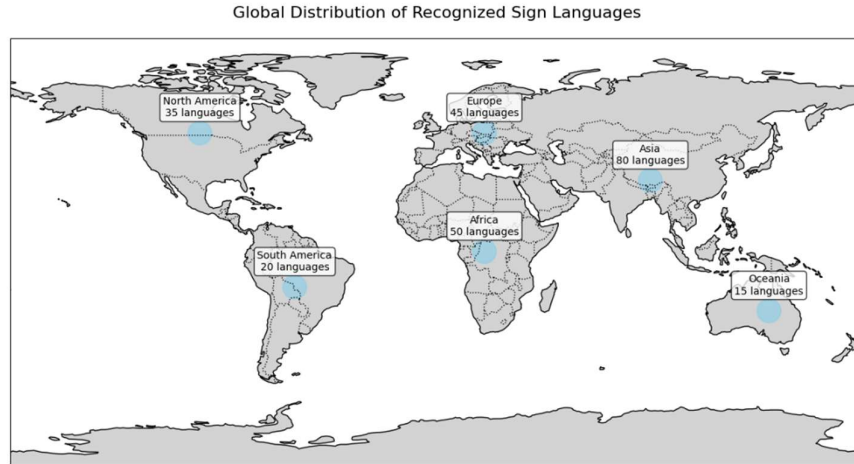 Global Distribution of Recognized Sign Languages
North America
35 languages
Europe
45 languages
Asia
80 languages
Africa
50 languages
South America
20 languages
Oceania
15 languages